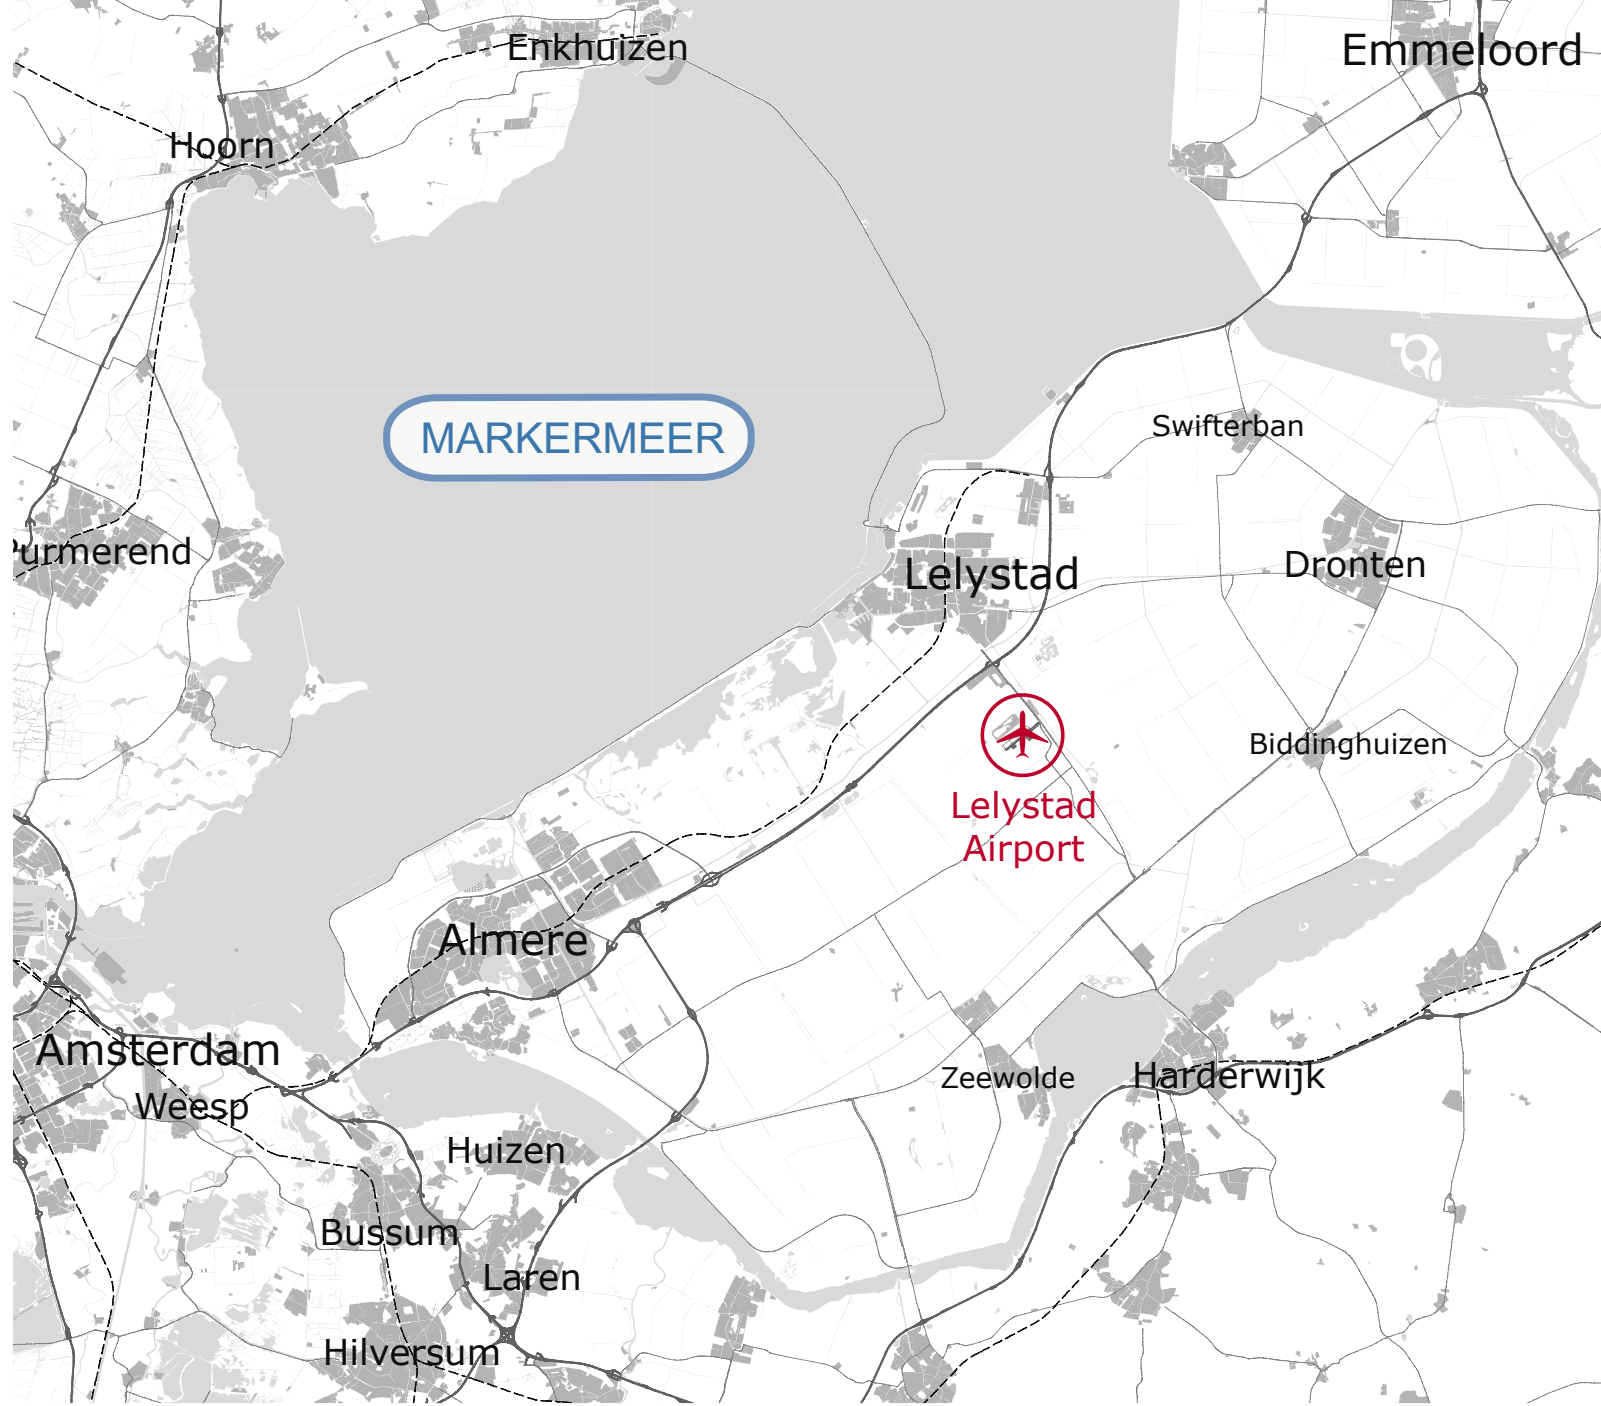 Enkhuizen
Emmeloord
Hoorn
MARKERMEER
Swifterban
Purmerend
Lelystad
Dronten
Biddinghuizen
Lelystad
Airport
Almere
Amsterdam
Zeewolde
Harderwijk
Weesp
Huizen
Bussum
Laren
Hilversum